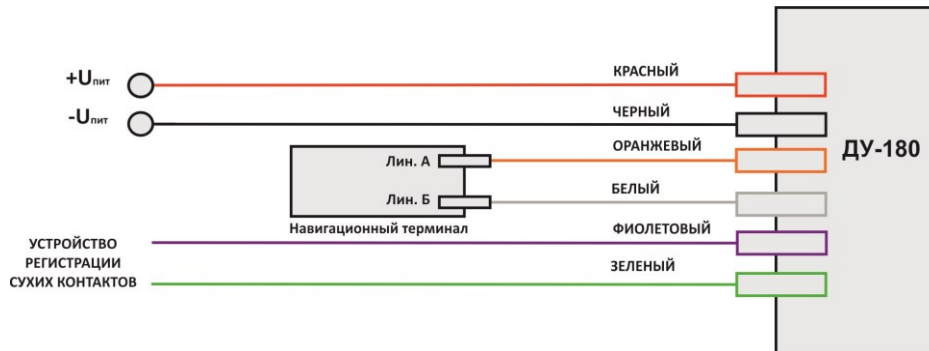 +Uпит
КРАСНЫЙ
-Uпит
ЧЕРНЫЙ
ОРАНЖЕВЫЙ
ДУ-180
Лин. А
БЕЛЫЙ
Лин. Б
Навигационный терминал
ФИОЛЕТОВЫЙ
УСТРОЙСТВО
РЕГИСТРАЦИИ
СУХИХ КОНТАКТОВ
ЗЕЛЕНЫЙ